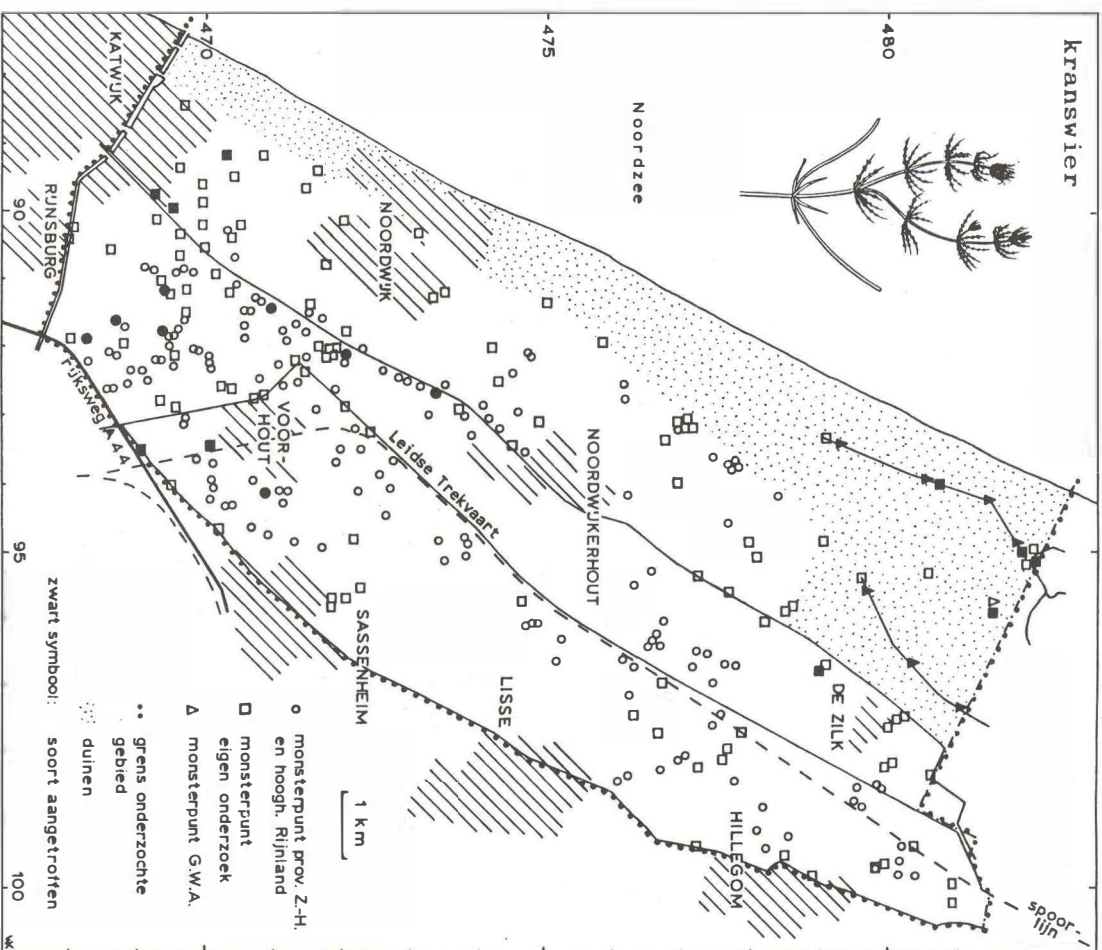 kranswier
Noordzee
470
475
480
90
95
100
KATWIJK
RIJNSBURG
NOORDWIJK
VOOR-
HOUT
Rijksweg A44
Leidse Trekvaart
NOORDWIJKERHOUT
SASSENHEIM
LISSE
DE ZILK
HILLEGOM
spoor-
lijn
1 km
monsterpunt prov. Z.-H.
en hoogh. Rijnland
monsterpunt
eigen onderzoek
monsterpunt G.W.A.
grens onderzochte
gebied
duinen
zwart symbool: soort aangetroffen